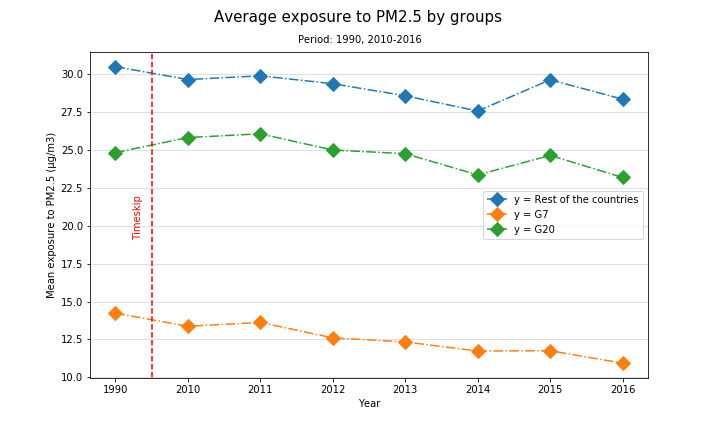 Average exposure to PM2.5 by groups
Period: 1990, 2010-2016
Mean exposure to PM2.5 (µg/m3)
30.0
27.5
25.0
22.5
20.0
17.5
15.0
12.5
10.0
Timeskip
y = Rest of the countries
y = G7
y = G20
1990 2010 2011 2012 2013 2014 2015 2016
Year